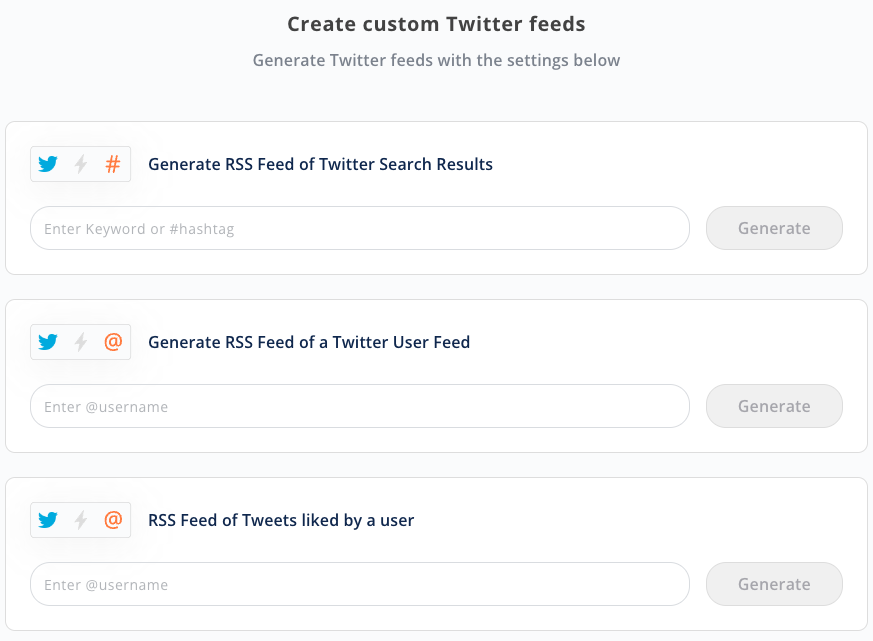 Create custom Twitter feeds
Generate Twitter feeds with the settings below
# Generate RSS Feed of Twitter Search Results
Enter Keyword or #hashtag Generate
@ Generate RSS Feed of a Twitter User Feed
Enter @username Generate
@ RSS Feed of Tweets liked by a user
Enter @username Generate